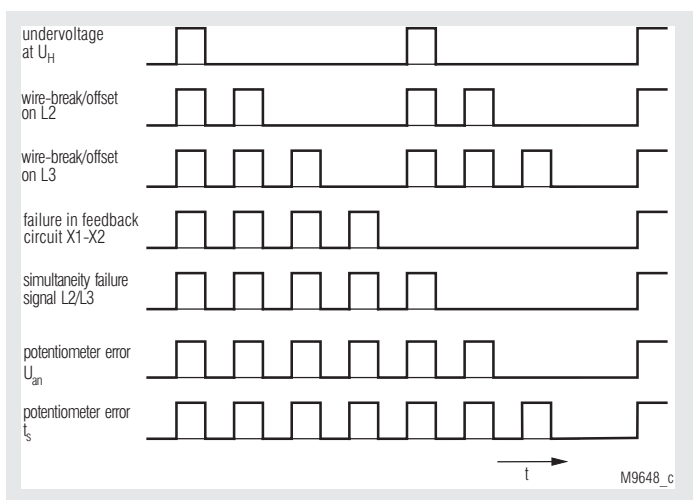 undervoltage
at UH
wire-break/offset
on L2
wire-break/offset
on L3
failure in feedback
circuit X1-X2
simultaneity failure
signal L2/L3
potentiometer error
Uan
potentiometer error
ts
t
M9648_c